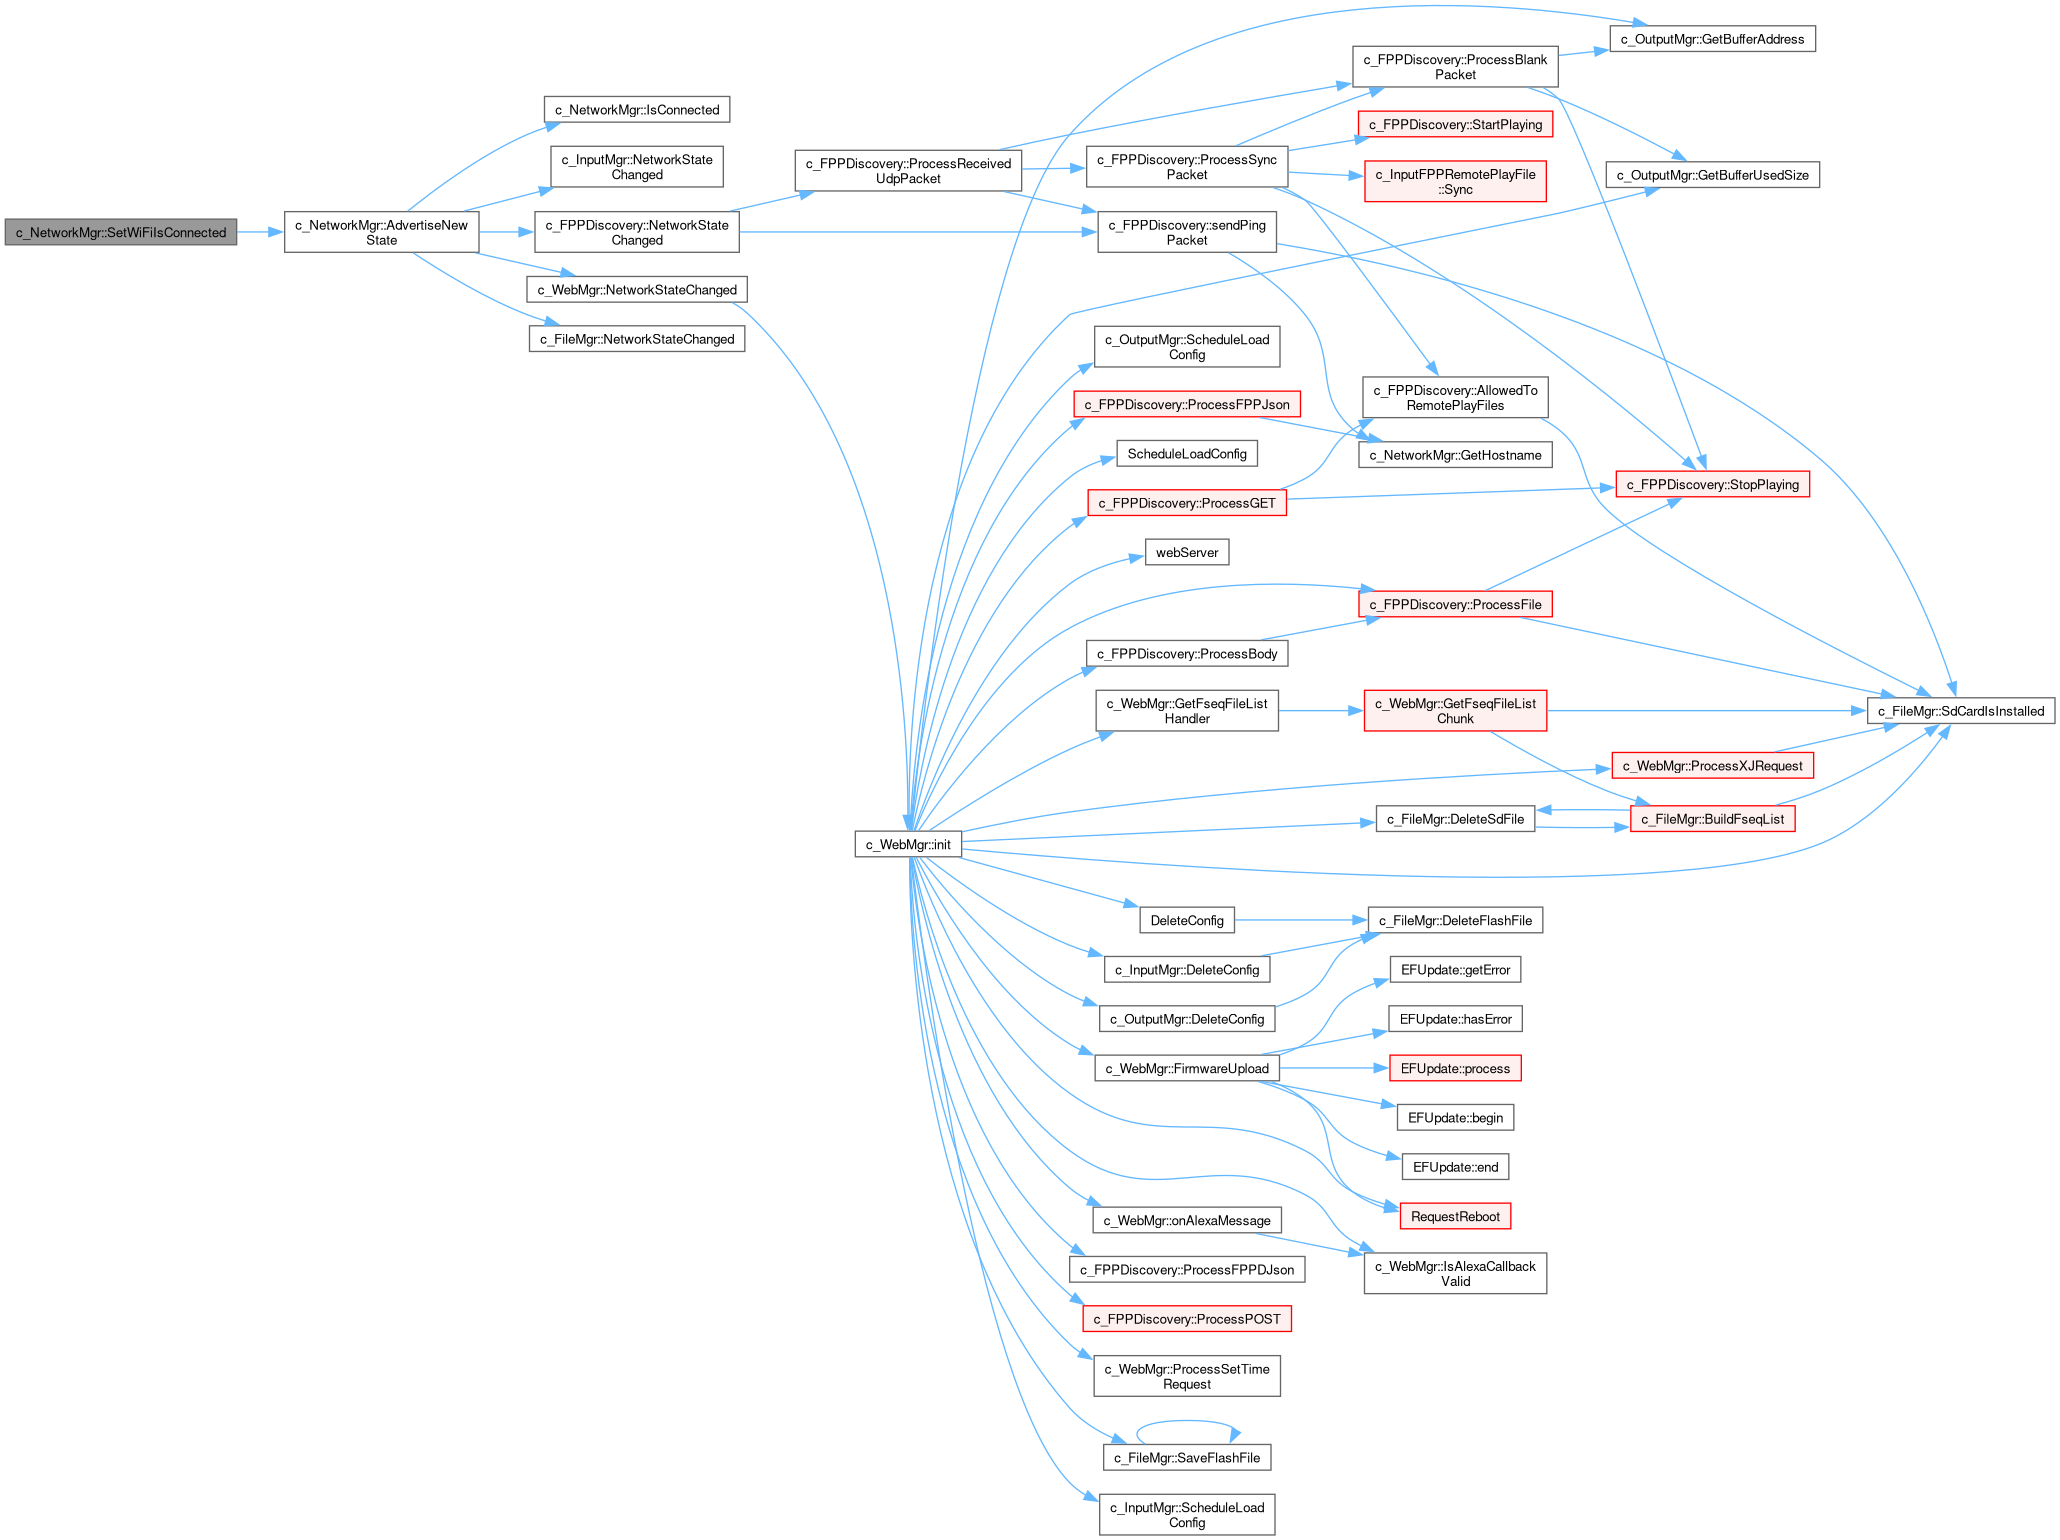 c_NetworkMgr::SetWiFiIsConnected
c_NetworkMgr::AdvertiseNew
State
c_NetworkMgr::IsConnected
c_InputMgr::NetworkState
Changed
c_FPPDiscovery::NetworkState
Changed
c_WebMgr::NetworkStateChanged
c_FileMgr::NetworkStateChanged
c_FPPDiscovery::ProcessReceived
UdpPacket
c_WebMgr::init
c_FPPDiscovery::ProcessSync
Packet
c_FPPDiscovery::sendPing
Packet
c_OutputMgr::ScheduleLoad
Config
c_FPPDiscovery::ProcessFPPJson
ScheduleLoadConfig
c_FPPDiscovery::ProcessGET
webServer
c_FPPDiscovery::ProcessBody
c_WebMgr::GetFseqFileList
Handler
DeleteConfig
c_InputMgr::DeleteConfig
c_OutputMgr::DeleteConfig
c_WebMgr::FirmwareUpload
c_WebMgr::onAlexaMessage
c_FPPDiscovery::ProcessFPPDJson
c_FPPDiscovery::ProcessPOST
c_WebMgr::ProcessSetTime
Request
c_FileMgr::SaveFlashFile
c_InputMgr::ScheduleLoad
Config
c_FPPDiscovery::ProcessBlank
Packet
c_FPPDiscovery::StartPlaying
c_InputFPPRemotePlayFile
::Sync
c_FPPDiscovery::AllowedTo
RemotePlayFiles
c_NetworkMgr::GetHostname
c_FPPDiscovery::ProcessFile
c_WebMgr::GetFseqFileList
Chunk
c_FileMgr::DeleteSdFile
c_FileMgr::DeleteFlashFile
EFUpdate::getError
EFUpdate::hasError
EFUpdate::process
EFUpdate::begin
EFUpdate::end
RequestReboot
c_WebMgr::IsAlexaCallback
Valid
c_OutputMgr::GetBufferAddress
c_OutputMgr::GetBufferUsedSize
c_FPPDiscovery::StopPlaying
c_WebMgr::ProcessXJRequest
c_FileMgr::BuildFseqList
c_FileMgr::SdCardIsInstalled